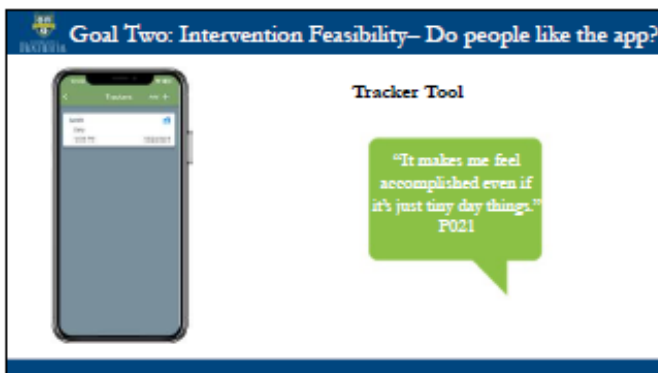 Goal Two: Intervention Feasibility– Do people like the app?
Trackers
Tracker Tool
“It makes me feel
accomplished even if
it’s just tiny day things.”
P021